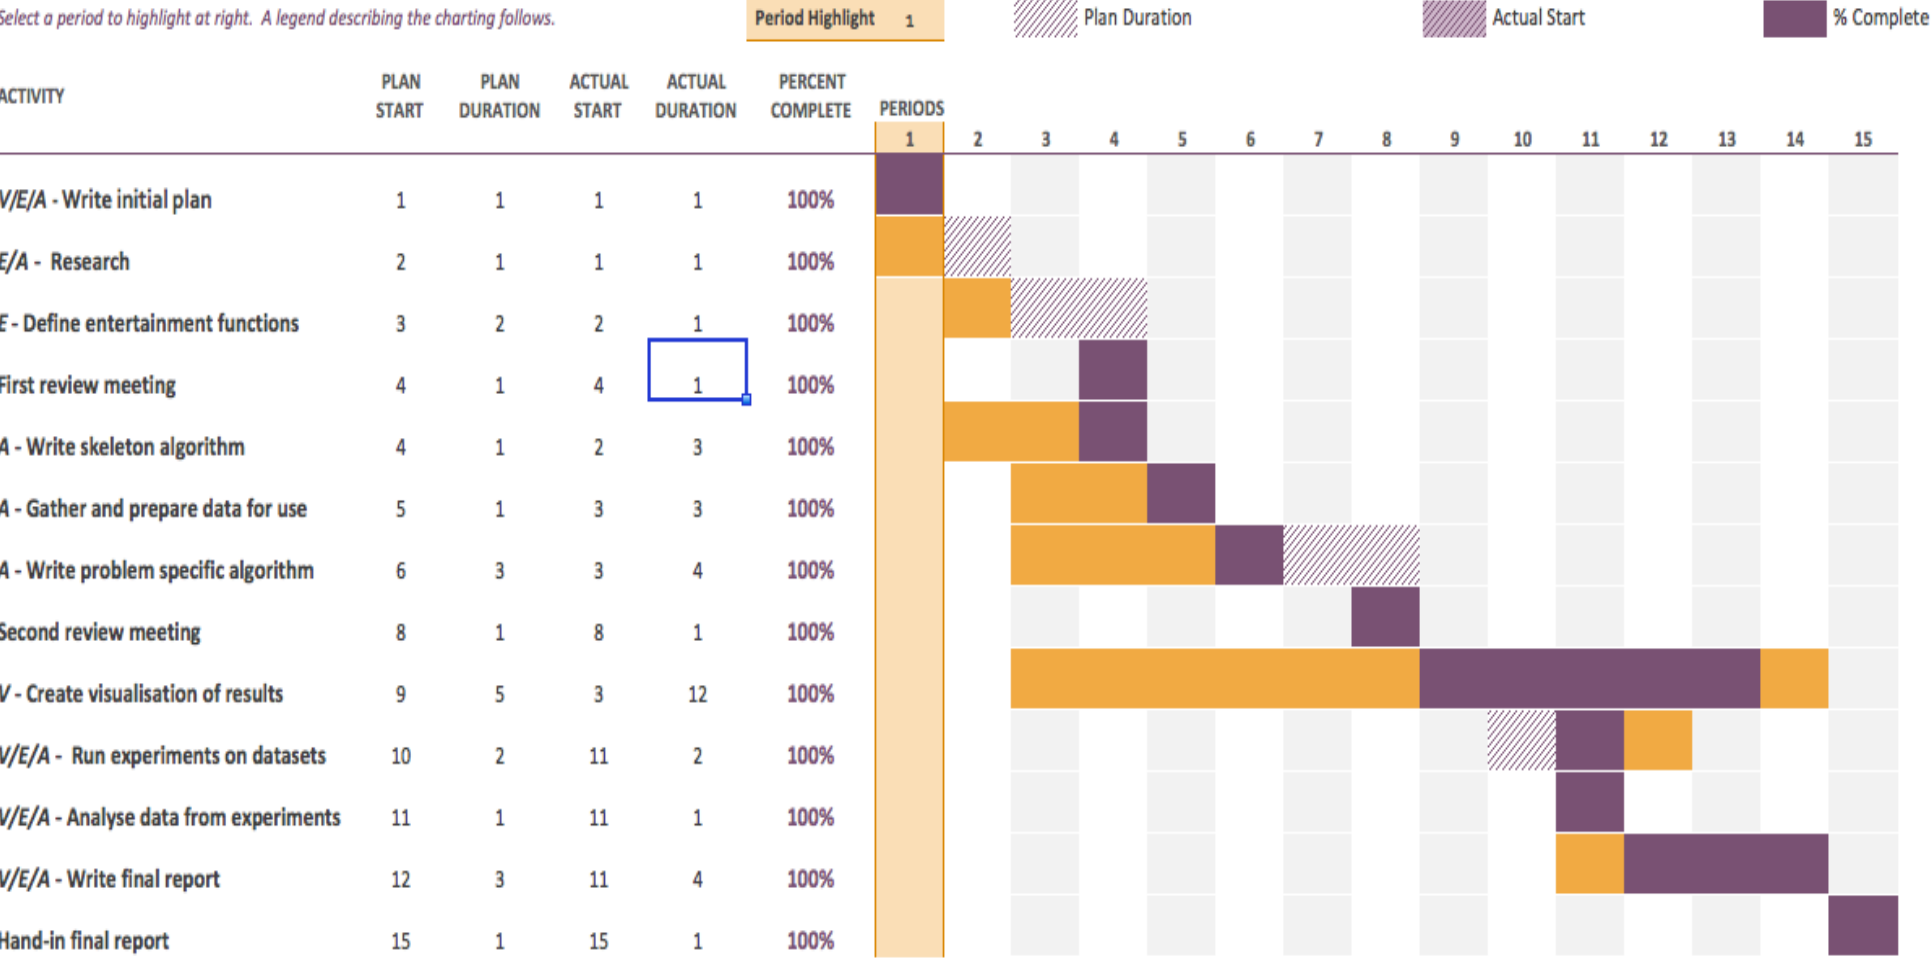 Select a period to highlight at right. A legend describing the charting follows. Period Highlight 1 Plan Duration Actual Start % Complete
ACTIVITY PLAN START PLAN DURATION ACTUAL START ACTUAL DURATION PERCENT COMPLETE PERIODS
1 2 3 4 5 6 7 8 9 10 11 12 13 14 15
V/E/A - Write initial plan 1 1 1 1 100%
E/A - Research 2 1 1 1 100%
E - Define entertainment functions 3 2 2 1 100%
First review meeting 4 1 4 1 100%
A - Write skeleton algorithm 4 1 2 3 100%
A - Gather and prepare data for use 5 1 3 3 100%
A - Write problem specific algorithm 6 3 3 4 100%
Second review meeting 8 1 8 1 100%
V - Create visualisation of results 9 5 3 12 100%
V/E/A - Run experiments on datasets 10 2 11 2 100%
V/E/A - Analyse data from experiments 11 1 11 1 100%
V/E/A - Write final report 12 3 11 4 100%
Hand-in final report 15 1 15 1 100%